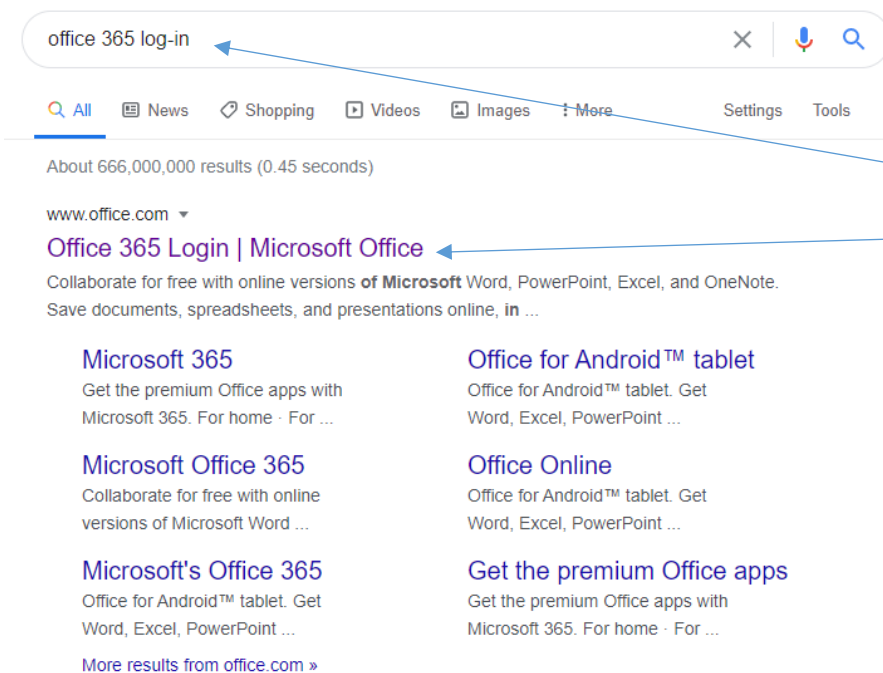 office 365 log-in
All News Shopping Videos Images More Settings Tools
About 666,000,000 results (0.45 seconds)
www.office.com
Office 365 Login | Microsoft Office
Collaborate for free with online versions of Microsoft Word, PowerPoint, Excel, and OneNote.
Save documents, spreadsheets, and presentations online, in ...
Microsoft 365
Get the premium Office apps with
Microsoft 365. For home · For ...
Office for Android™ tablet
Office for Android™ tablet. Get
Word, Excel, PowerPoint ...
Microsoft Office 365
Collaborate for free with online
versions of Microsoft Word ...
Office Online
Office for Android™ tablet. Get
Word, Excel, PowerPoint ...
Microsoft's Office 365
Office for Android™ tablet. Get
Word, Excel, PowerPoint ...
Get the premium Office apps
Get the premium Office apps with
Microsoft 365. For home · For ...
More results from office.com »